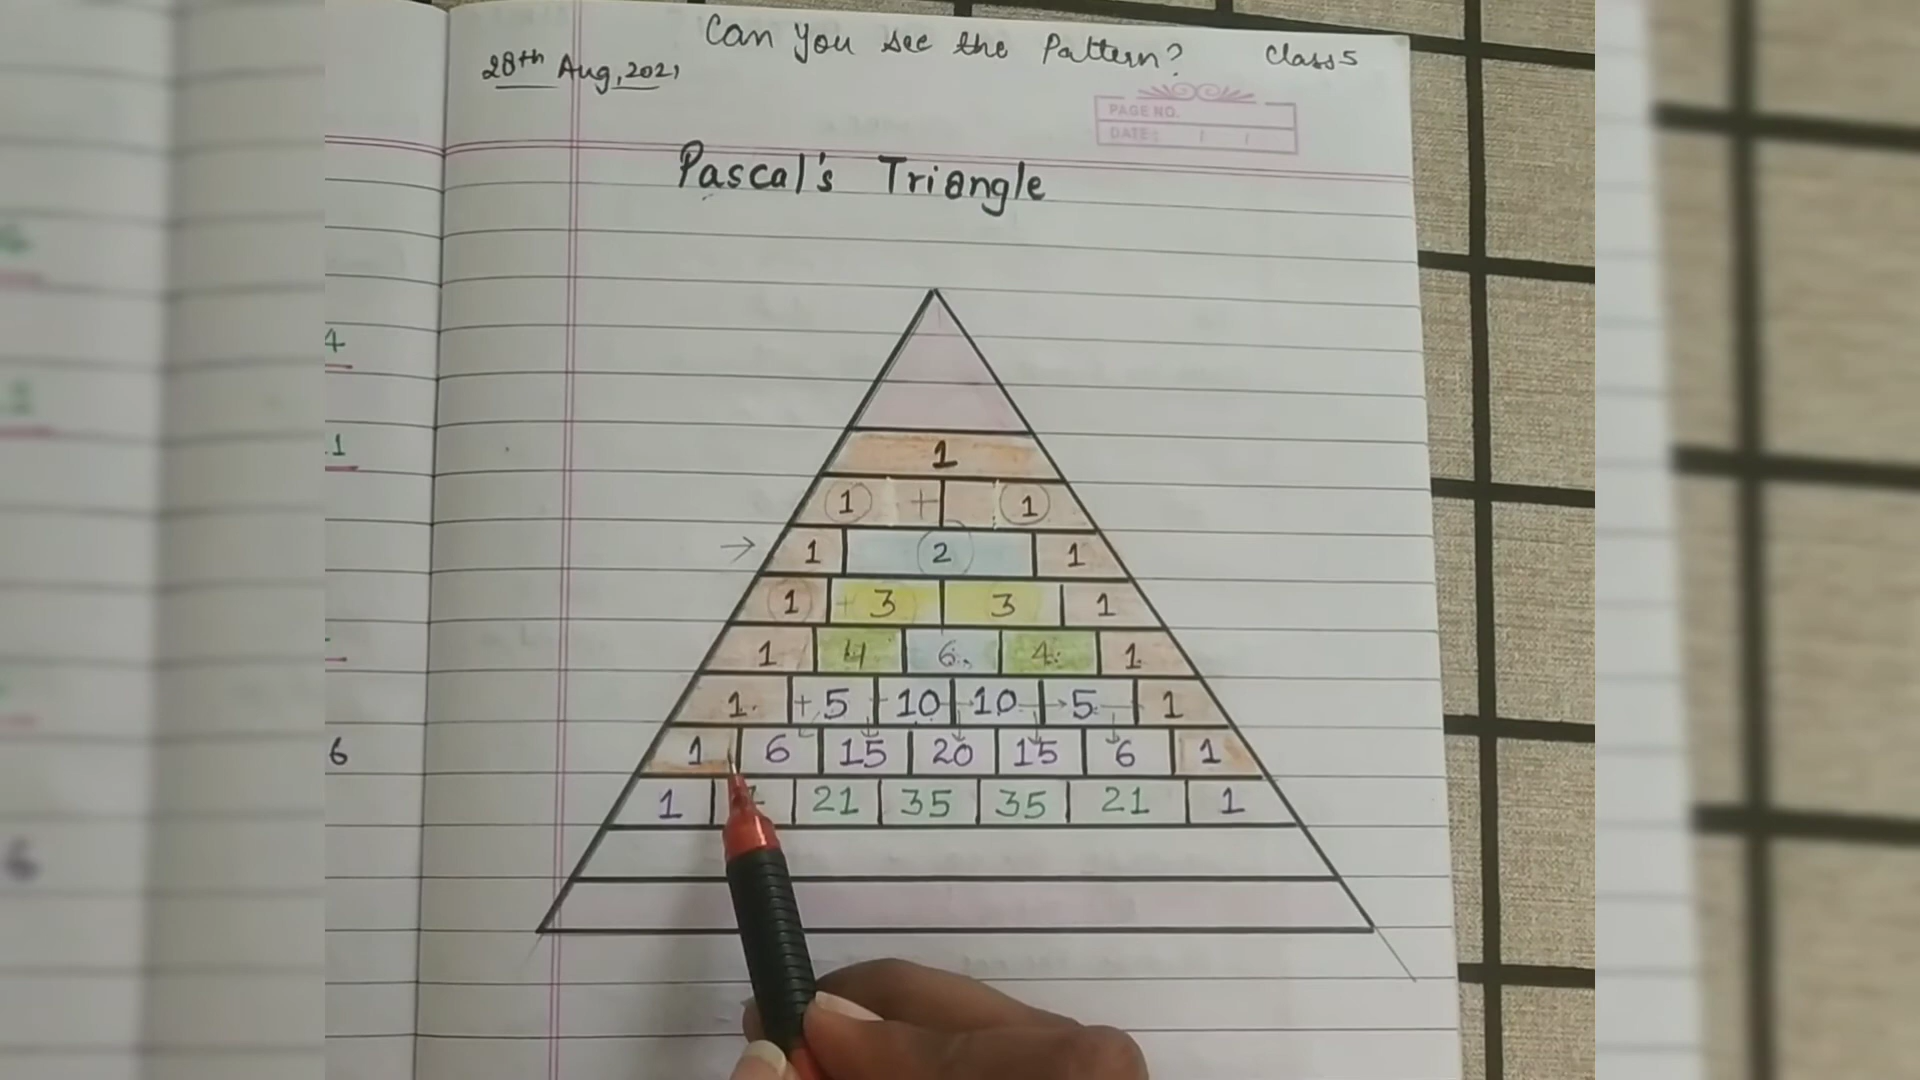 Can you see the Pattern? Class 5
28th Aug, 2021
PAGE NO.
DATE: / /
Pascal's Triangle
1
1 + 1
→ 1 2 1
1 + 3 3 1
1 4 6 4 1
1 + 5 10 10 5 1
1 6 15 20 15 6 1
1 21 35 35 21 1
4
1
6